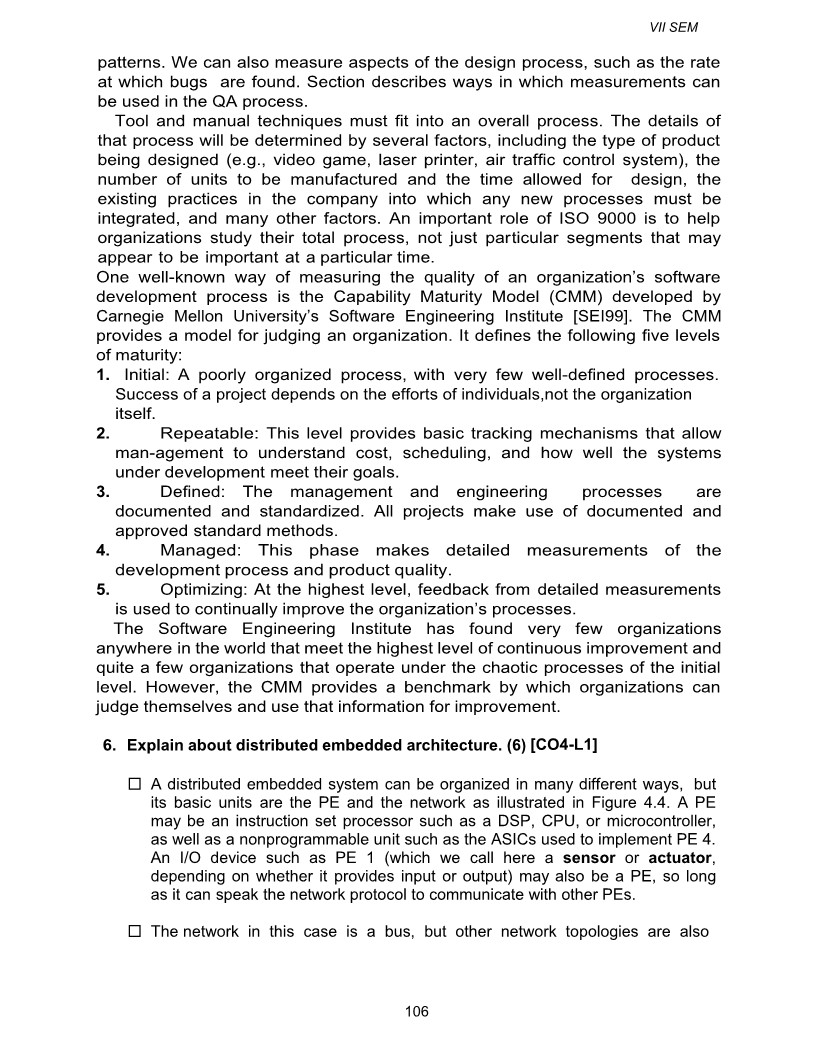 VII SEM
patterns. We can also measure aspects of the design process, such as the rate
at which bugs are found. Section describes ways in which measurements can
be used in the QA process.
Tool and manual techniques must fit into an overall process. The details of
that process will be determined by several factors, including the type of product
being designed (e.g., video game, laser printer, air traffic control system), the
number of units to be manufactured and the time allowed for design, the
existing practices in the company into which any new processes must be
integrated, and many other factors. An important role of ISO 9000 is to help
organizations study their total process, not just particular segments that may
appear to be important at a particular time.
One well-known way of measuring the quality of an organization’s software
development process is the Capability Maturity Model (CMM) developed by
Carnegie Mellon University’s Software Engineering Institute [SEI99]. The CMM
provides a model for judging an organization. It defines the following five levels
of maturity:
1. Initial: A poorly organized process, with very few well-defined processes.
Success of a project depends on the efforts of individuals,not the organization
itself.
2. Repeatable: This level provides basic tracking mechanisms that allow
man-agement to understand cost, scheduling, and how well the systems
under development meet their goals.
3. Defined: The management and engineering processes are
documented and standardized. All projects make use of documented and
approved standard methods.
4. Managed: This phase makes detailed measurements of the
development process and product quality.
5. Optimizing: At the highest level, feedback from detailed measurements
is used to continually improve the organization’s processes.
The Software Engineering Institute has found very few organizations
anywhere in the world that meet the highest level of continuous improvement and
quite a few organizations that operate under the chaotic processes of the initial
level. However, the CMM provides a benchmark by which organizations can
judge themselves and use that information for improvement.
6. Explain about distributed embedded architecture. (6) [CO4-L1]
□ A distributed embedded system can be organized in many different ways, but
its basic units are the PE and the network as illustrated in Figure 4.4. A PE
may be an instruction set processor such as a DSP, CPU, or microcontroller,
as well as a nonprogrammable unit such as the ASICs used to implement PE 4.
An I/O device such as PE 1 (which we call here a sensor or actuator,
depending on whether it provides input or output) may also be a PE, so long
as it can speak the network protocol to communicate with other PEs.
□ The network in this case is a bus, but other network topologies are also
106